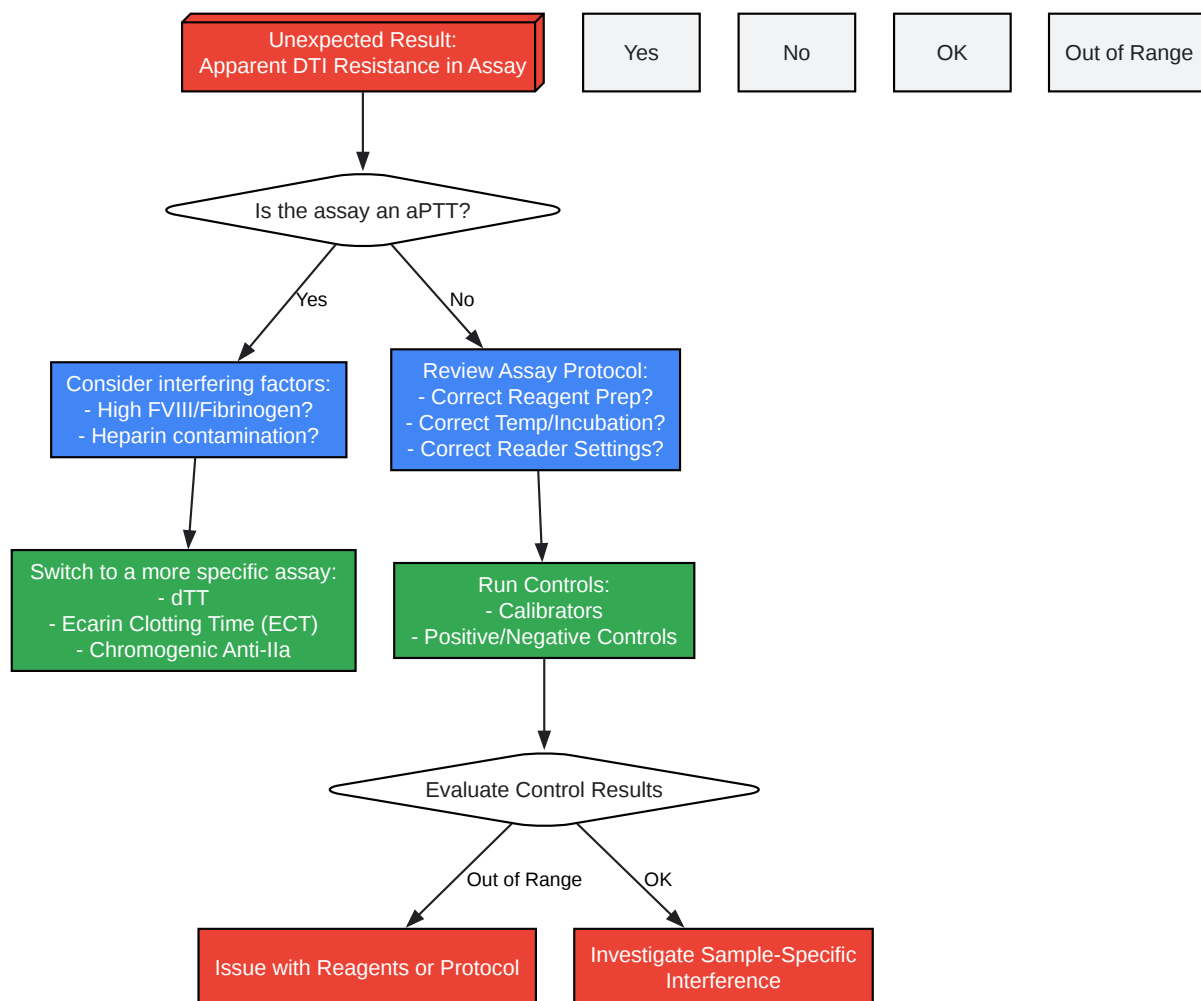 Unexpected Result:
Apparent DTI Resistance in Assay
Yes
No
OK
Out of Range
Is the assay an aPTT?
Yes
No
Consider interfering factors:
- High FVIII/Fibrinogen?
- Heparin contamination?
Review Assay Protocol:
- Correct Reagent Prep?
- Correct Temp/Incubation?
- Correct Reader Settings?
Switch to a more specific assay:
- dTT
- Ecarin Clotting Time (ECT)
- Chromogenic Anti-IIa
Run Controls:
- Calibrators
- Positive/Negative Controls
Evaluate Control Results
Out of Range
OK
Issue with Reagents or Protocol
Investigate Sample-Specific
Interference